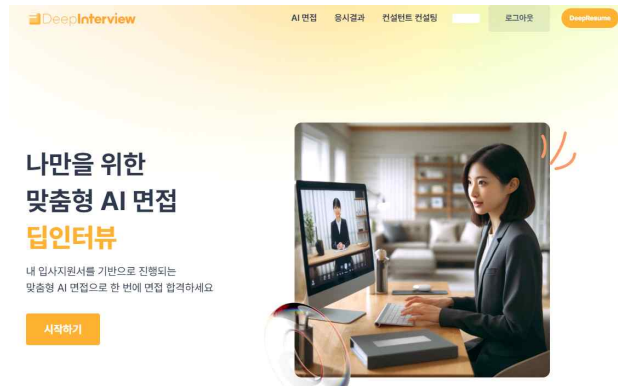 DeepInterview
AI 면접 응시결과 컨설턴트 컨설팅 로그아웃 DeepResume
나만을 위한
맞춤형 AI 면접
딥인터뷰
내 입사지원서를 기반으로 진행되는
맞춤형 AI 면접으로 한 번에 면접 합격하세요
시작하기